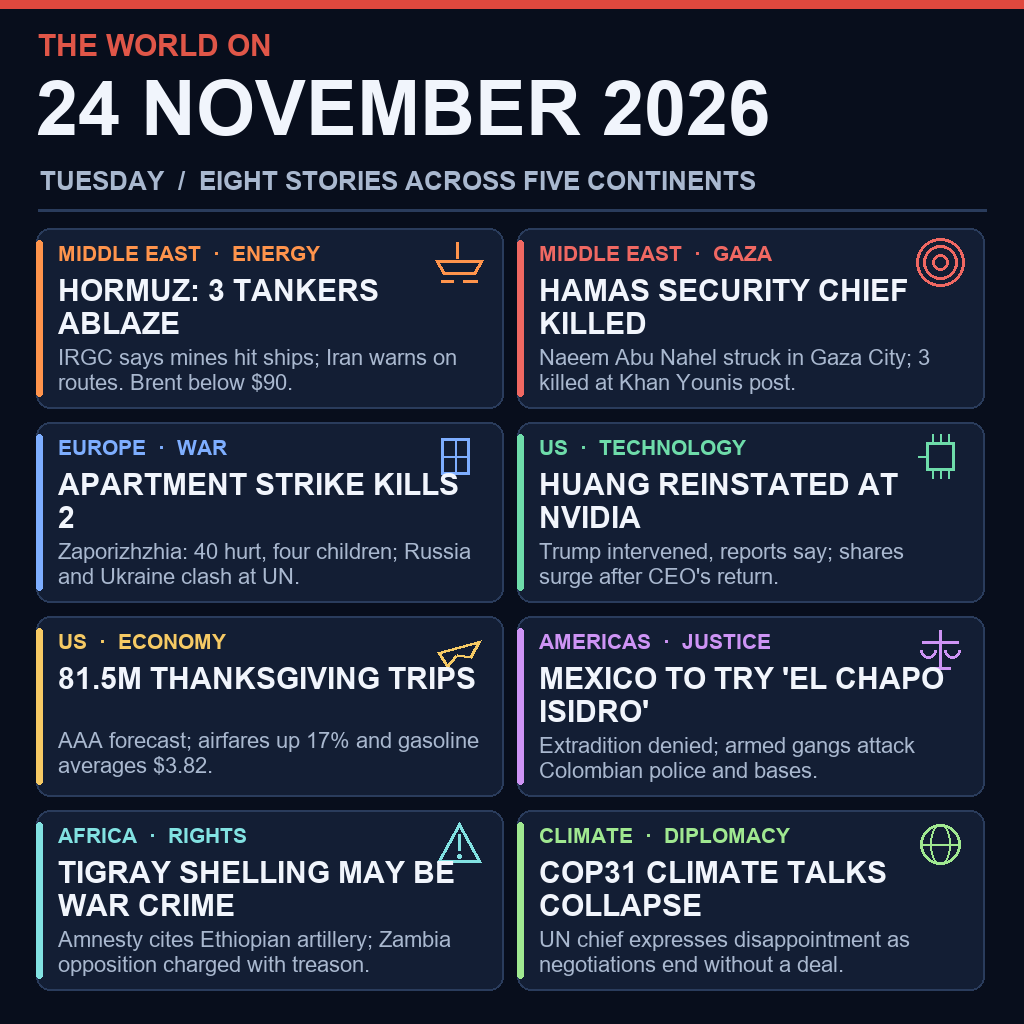 THE WORLD ON
24 NOVEMBER 2026
TUESDAY / EIGHT STORIES ACROSS FIVE CONTINENTS
MIDDLE EAST · ENERGY
HORMUZ: 3 TANKERS
ABLAZE
IRGC says mines hit ships; Iran warns on
routes. Brent below $90.
MIDDLE EAST · GAZA
HAMAS SECURITY CHIEF
KILLED
Naeem Abu Nahel struck in Gaza City; 3
killed at Khan Younis post.
EUROPE · WAR
APARTMENT STRIKE KILLS
2
Zaporizhzhia: 40 hurt, four children; Russia
and Ukraine clash at UN.
US · TECHNOLOGY
HUANG REINSTATED AT
NVIDIA
Trump intervened, reports say; shares
surge after CEO's return.
US · ECONOMY
81.5M THANKSGIVING TRIPS
AAA forecast; airfares up 17% and gasoline
averages $3.82.
AMERICAS · JUSTICE
MEXICO TO TRY 'EL CHAPO
ISIDRO'
Extradition denied; armed gangs attack
Colombian police and bases.
AFRICA · RIGHTS
TIGRAY SHELLING MAY BE
WAR CRIME
Amnesty cites Ethiopian artillery; Zambia
opposition charged with treason.
CLIMATE · DIPLOMACY
COP31 CLIMATE TALKS
COLLAPSE
UN chief expresses disappointment as
negotiations end without a deal.